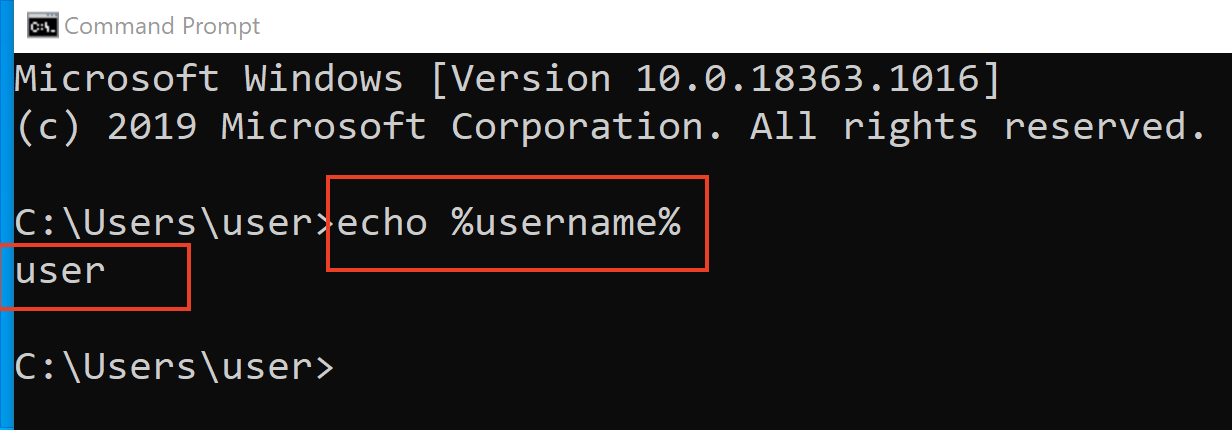 Command Prompt
Microsoft Windows [Version 10.0.18363.1016]
(c) 2019 Microsoft Corporation. All rights reserved.
C:\Users\user>echo %username%
user
C:\Users\user>